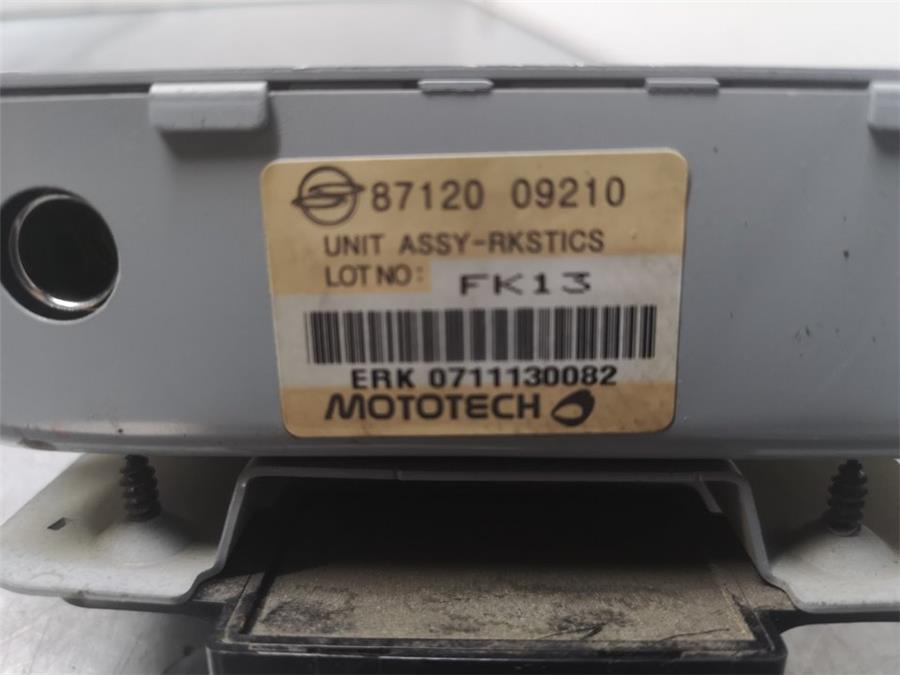 87120 09210
UNIT ASSY-RKSTICS
LOT NO: FK13
ERK 0711130082
MOTOTECH